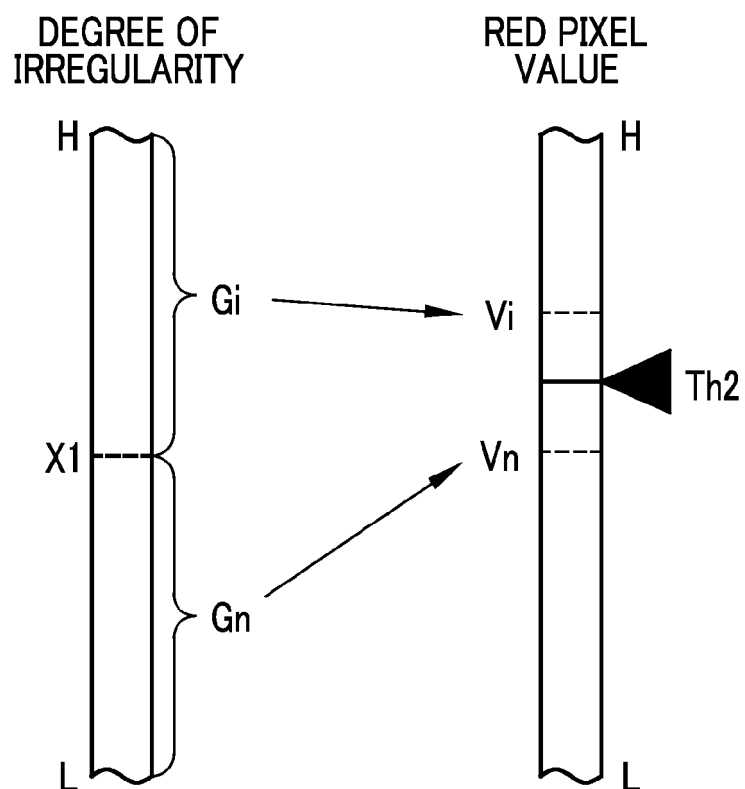 DEGREE OF
IRREGULARITY
RED PIXEL
VALUE
H
H
Gi
Vi
Th2
X1
Vn
Gn
L
L